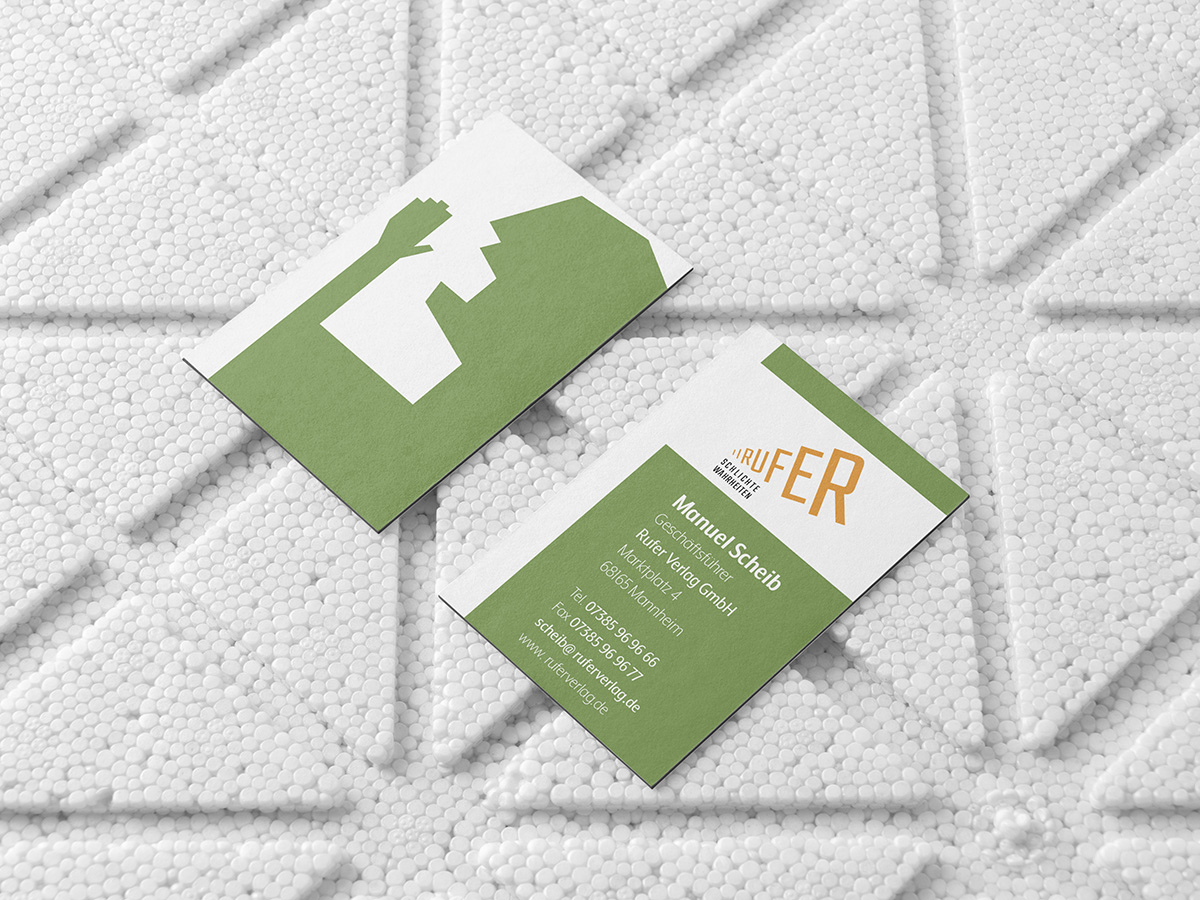 RUFER
SCHLICHTE
WAHRHEITEN
Manuel Scheib
Geschäftsführer
Rufer Verlag GmbH
Marktplatz 4
68165 Mannheim
Tel. 07385 96 96 66
Fax 07385 96 96 77
scheib@ruferverlag.de
www. ruferverlag.de